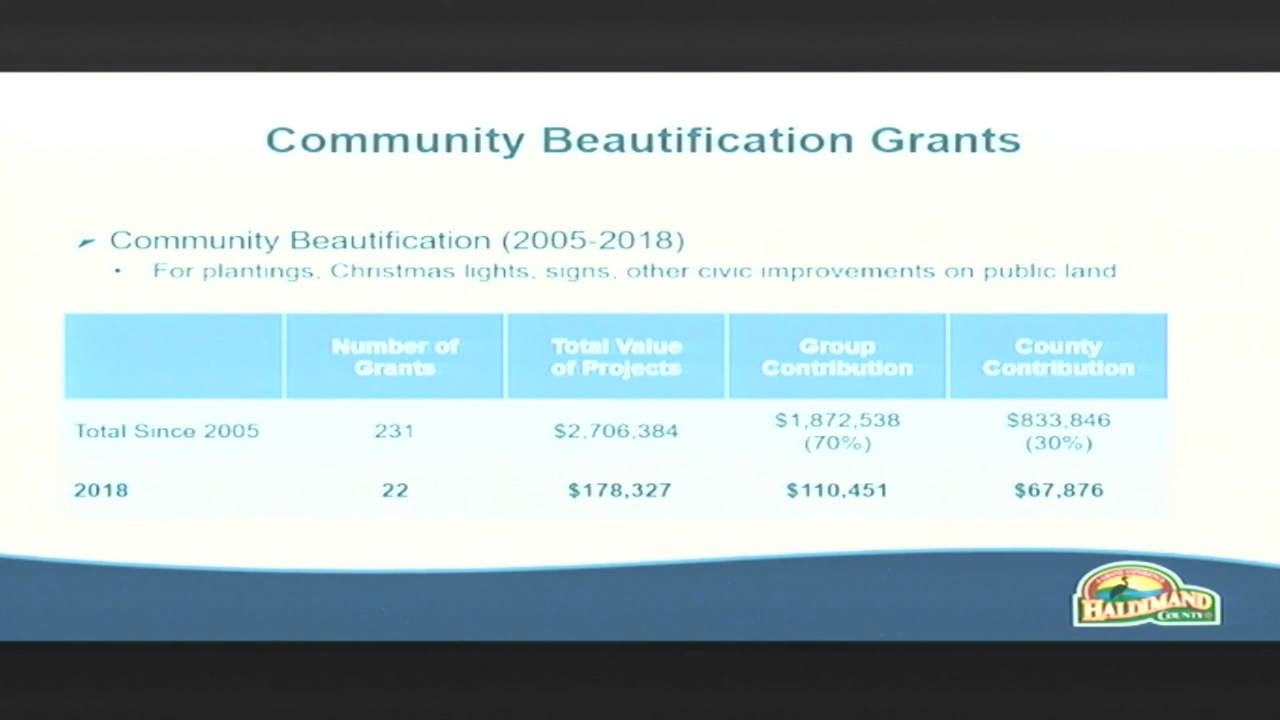 Community Beautification Grants
Community Beautification (2005-2018)
For plantings, Christmas lights, signs, other civic improvements on public land
Number of
Grants
Total Value
of Projects
Group
Contribution
County
Contribution
Total Since 2005
231
$2,706,384
$1,872,538
(70%)
$833,846
(30%)
2018
22
$178,327
$110,451
$67,876
HALDIMAND
COUNTY